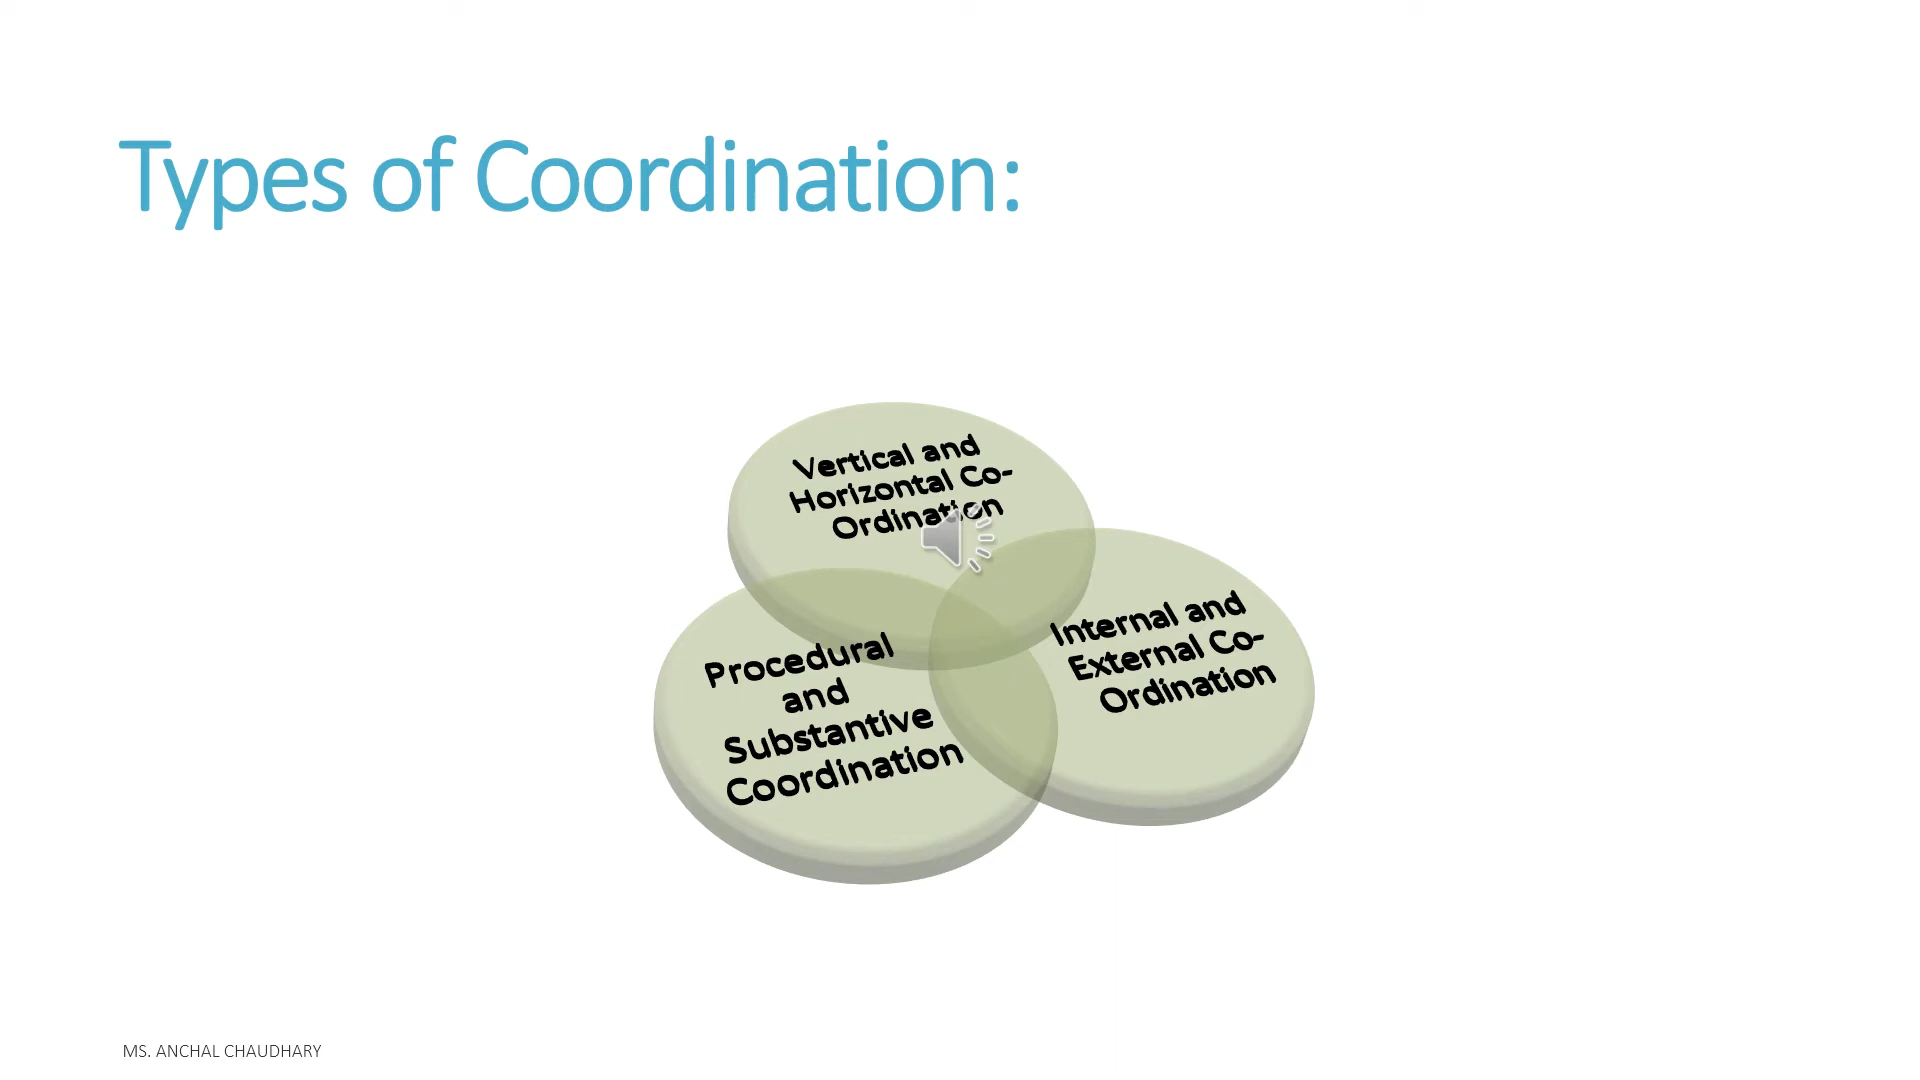 Types of Coordination:
Vertical and
Horizontal Co-
Ordination
Internal and
External Co-
Ordination
Procedural
and
Substantive
Coordination
MS. ANCHAL CHAUDHARY